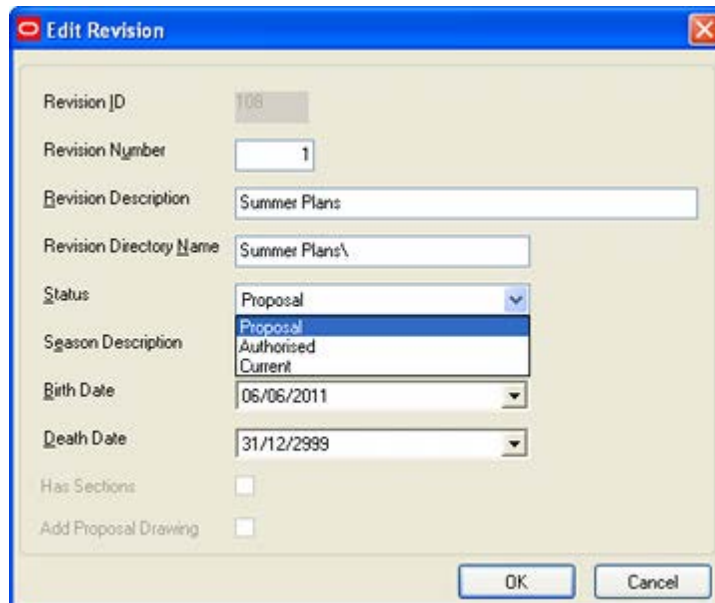 Edit Revision
Revision ID 108
Revision Number 1
Revision Description Summer Plans
Revision Directory Name Summer Plans\
Status Proposal
Proposal
Season Description Authorised
Current
Birth Date 06/06/2011
Death Date 31/12/2999
Has Sections
Add Proposal Drawing
OK Cancel